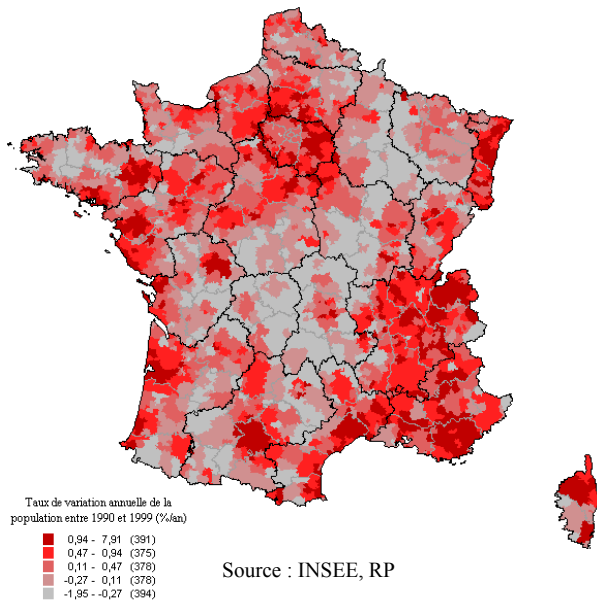 Taux de variation annuelle de la
population entre 1990 et 1999 (%/an)
0,94 - 7,91 (391)
0,47 - 0,94 (375)
0,11 - 0,47 (378)
-0,27 - 0,11 (378)
-1,95 - -0,27 (394)
Source : INSEE, RP